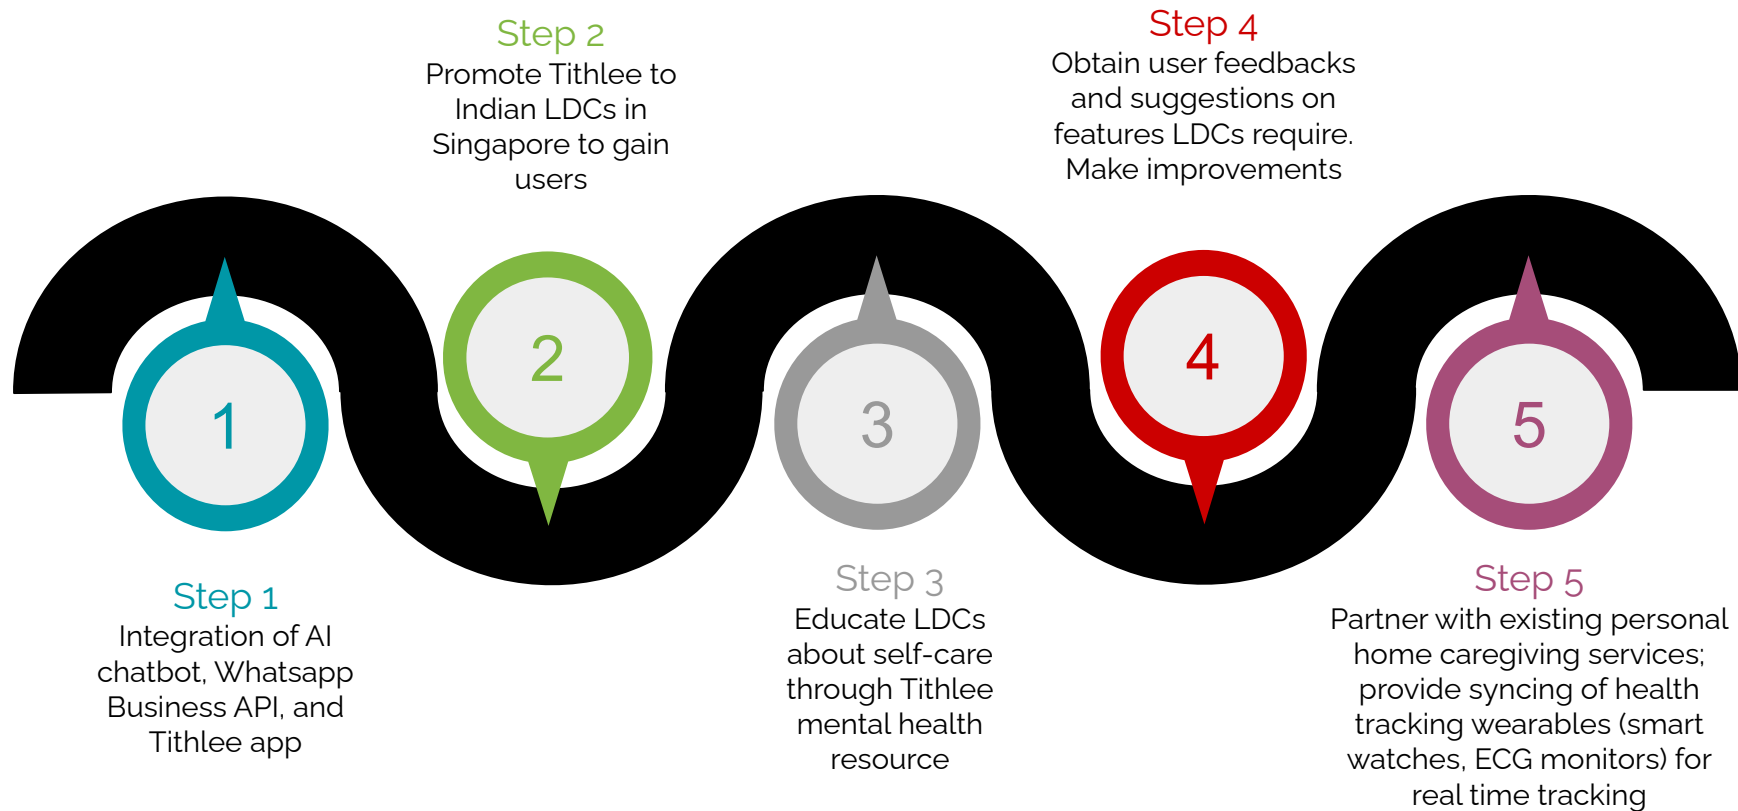 Step 2
Promote Tithlee to
Indian LDCs in
Singapore to gain
users
Step 4
Obtain user feedbacks
and suggestions on
features LDCs require.
Make improvements
1
2
3
4
5
Step 1
Integration of AI
chatbot, Whatsapp
Business API, and
Tithlee app
Step 3
Educate LDCs
about self-care
through Tithlee
mental health
resource
Step 5
Partner with existing personal
home caregiving services;
provide syncing of health
tracking wearables (smart
watches, ECG monitors) for
real time tracking